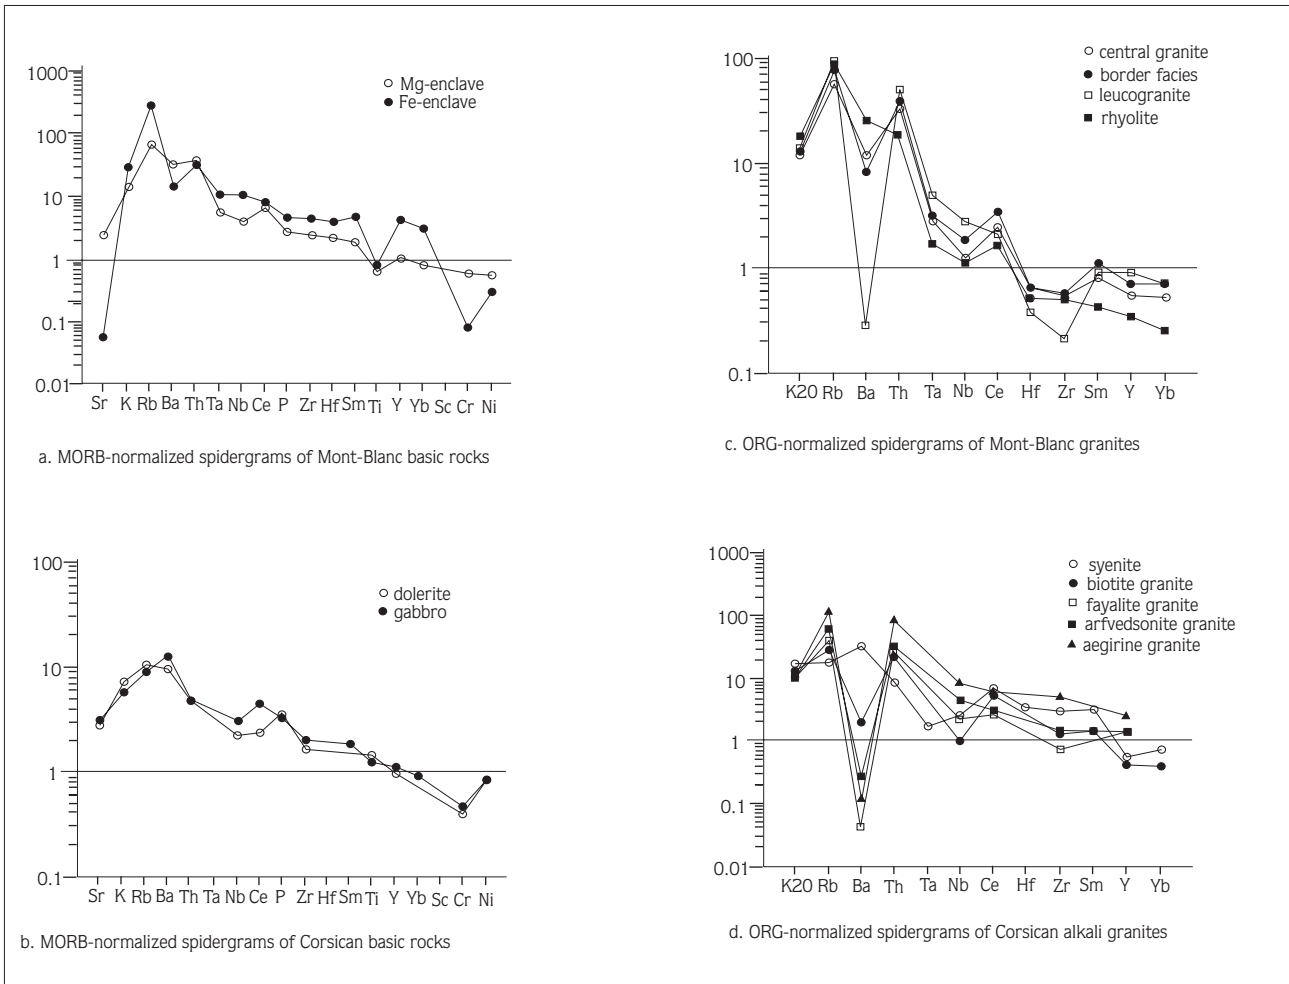 1000
100
10
1
0.1
0.01
Mg-enclave
Fe-enclave
Sr K Rb Ba Th Ta Nb Ce P Zr Hf Sm Ti Y Yb Sc Cr Ni
a. MORB-normalized spidergrams of Mont-Blanc basic rocks
100
10
1
0.1
central granite
border facies
leucogranite
rhyolite
K20 Rb Ba Th Ta Nb Ce Hf Zr Sm Y Yb
c. ORG-normalized spidergrams of Mont-Blanc granites
100
10
1
0.1
dolerite
gabbro
Sr K Rb Ba Th Ta Nb Ce P Zr Hf Sm Ti Y Yb Sc Cr Ni
b. MORB-normalized spidergrams of Corsican basic rocks
1000
100
10
1
0.1
0.01
syenite
biotite granite
fayalite granite
arfvedsonite granite
aegirine granite
K20 Rb Ba Th Ta Nb Ce Hf Zr Sm Y Yb
d. ORG-normalized spidergrams of Corsican alkali granites